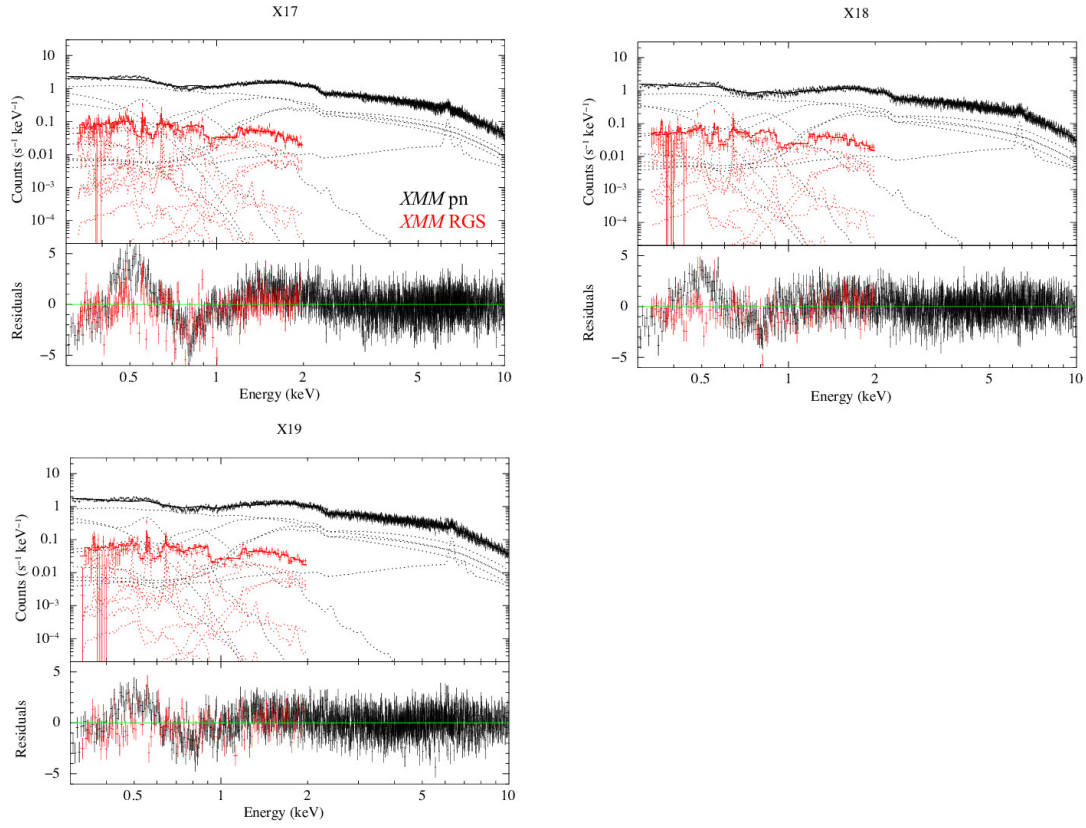 X17
10
1
0.1
0.01
10⁻³
10⁻⁴
Counts (s⁻¹ keV⁻¹)
XMM pn
XMM RGS
5
0
−5
Residuals
0.5 1 2 5 10
Energy (keV)
X18
10
1
0.1
0.01
10⁻³
10⁻⁴
Counts (s⁻¹ keV⁻¹)
5
0
−5
Residuals
0.5 1 2 5 10
Energy (keV)
X19
10
1
0.1
0.01
10⁻³
10⁻⁴
Counts (s⁻¹ keV⁻¹)
5
0
−5
Residuals
0.5 1 2 5 10
Energy (keV)